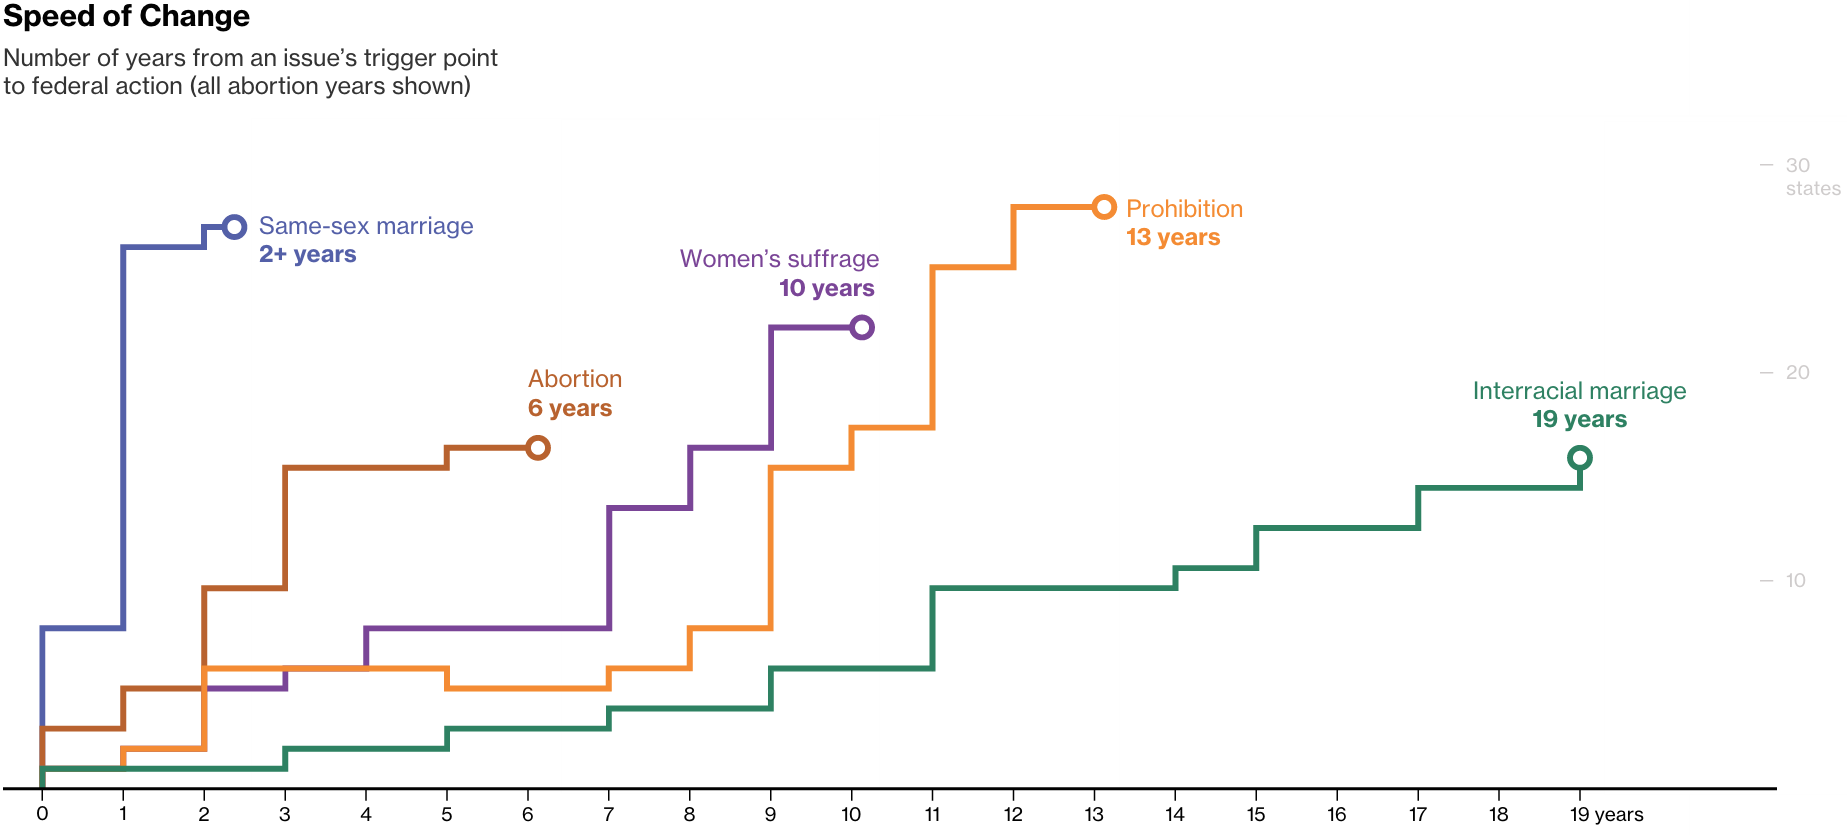 Speed of Change
Number of years from an issue’s trigger point
to federal action (all abortion years shown)
30
states
Same-sex marriage
2+ years
Prohibition
13 years
Women’s suffrage
10 years
Abortion
6 years
20
Interracial marriage
19 years
10
0 1 2 3 4 5 6 7 8 9 10 11 12 13 14 15 16 17 18 19 years